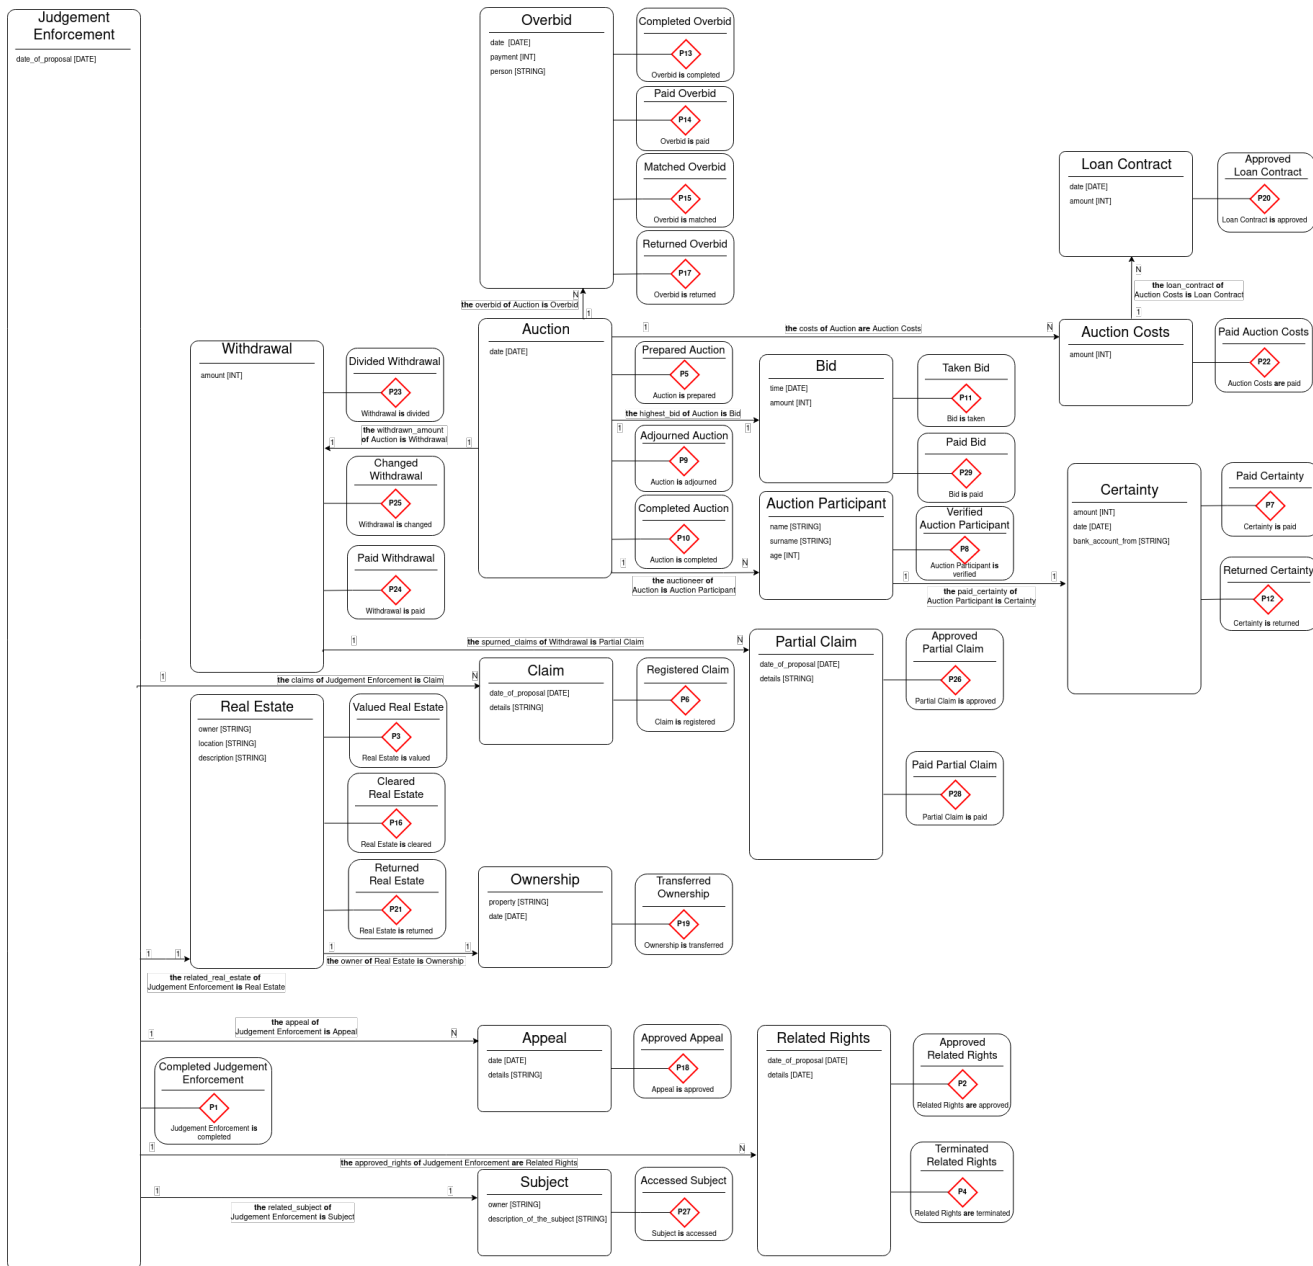 Judgement
Enforcement
date_of_proposal [DATE]
Overbid
date [DATE]
payment [INT]
person [STRING]
Completed Overbid
P13
Overbid is completed
Paid Overbid
P14
Overbid is paid
Matched Overbid
P15
Overbid is matched
Returned Overbid
P17
Overbid is returned
Loan Contract
date [DATE]
amount [INT]
Approved
Loan Contract
P20
Loan Contract is approved
N
the loan_contract of
Auction Costs is Loan Contract
1
N
the overbid of Auction is Overbid
1
Auction
date [DATE]
1
the costs of Auction are Auction Costs
N
Auction Costs
amount [INT]
Paid Auction Costs
P22
Auction Costs are paid
Withdrawal
amount [INT]
Divided Withdrawal
P23
Withdrawal is divided
the withdrawn_amount
of Auction is Withdrawal
1
1
Changed
Withdrawal
P25
Withdrawal is changed
Paid Withdrawal
P24
Withdrawal is paid
Prepared Auction
P5
Auction is prepared
the highest_bid of Auction is Bid
1
1
Adjourned Auction
P9
Auction is adjourned
Completed Auction
P10
Auction is completed
1
N
the auctioneer of
Auction is Auction Participant
Bid
time [DATE]
amount [INT]
Taken Bid
P11
Bid is taken
Paid Bid
P29
Bid is paid
Auction Participant
name [STRING]
surname [STRING]
age [INT]
Verified
Auction Participant
P8
Auction Participant is
verified
1
1
the paid_certainty of
Auction Participant is Certainty
Certainty
amount [INT]
date [DATE]
bank_account_from [STRING]
Paid Certainty
P7
Certainty is paid
Returned Certainty
P12
Certainty is returned
1
the spurned_claims of Withdrawal is Partial Claim
N
Partial Claim
date_of_proposal [DATE]
details [STRING]
Approved
Partial Claim
P26
Partial Claim is approved
Paid Partial Claim
P28
Partial Claim is paid
1
the claims of Judgement Enforcement is Claim
N
Claim
date_of_proposal [DATE]
details [STRING]
Registered Claim
P6
Claim is registered
Real Estate
owner [STRING]
location [STRING]
description [STRING]
Valued Real Estate
P3
Real Estate is valued
Cleared
Real Estate
P16
Real Estate is cleared
Returned
Real Estate
P21
Real Estate is returned
1
1
the owner of Real Estate is Ownership
Ownership
property [STRING]
date [DATE]
Transferred
Ownership
P19
Ownership is transferred
1
1
the related_real_estate of
Judgement Enforcement is Real Estate
the appeal of
Judgement Enforcement is Appeal
1
N
Appeal
date [DATE]
details [STRING]
Approved Appeal
P18
Appeal is approved
Related Rights
date_of_proposal [DATE]
details [DATE]
Approved
Related Rights
P2
Related Rights are approved
Terminated
Related Rights
P4
Related Rights are terminated
Completed Judgement
Enforcement
P1
Judgement Enforcement is
completed
1
N
the approved_rights of Judgement Enforcement are Related Rights
1
1
the related_subject of
Judgement Enforcement is Subject
Subject
owner [STRING]
description_of_the_subject [STRING]
Accessed Subject
P27
Subject is accessed